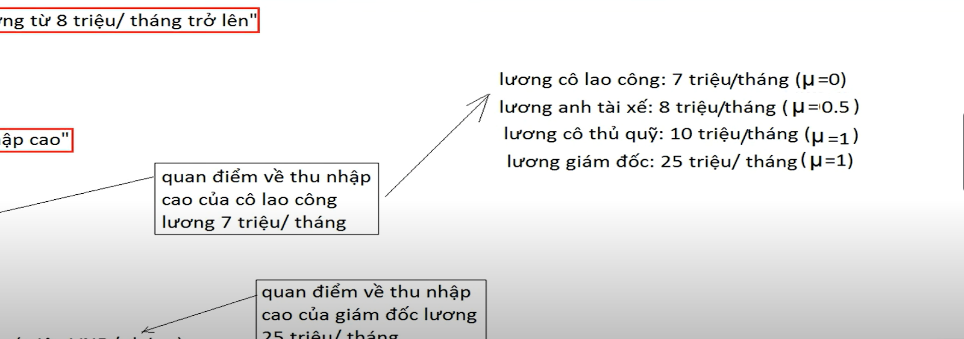 từ 8 triệu/ tháng trở lên"
lương cô lao công: 7 triệu/tháng (μ=0)
lương anh tài xế: 8 triệu/tháng ( μ=0.5 )
cao"
lương cô thủ quỹ: 10 triệu/tháng (μ=1)
lương giám đốc: 25 triệu/ tháng(μ=1)
quan điểm về thu nhập
cao của cô lao công
lương 7 triệu/ tháng
quan điểm về thu nhập
cao của giám đốc lương
25 triệu/ tháng